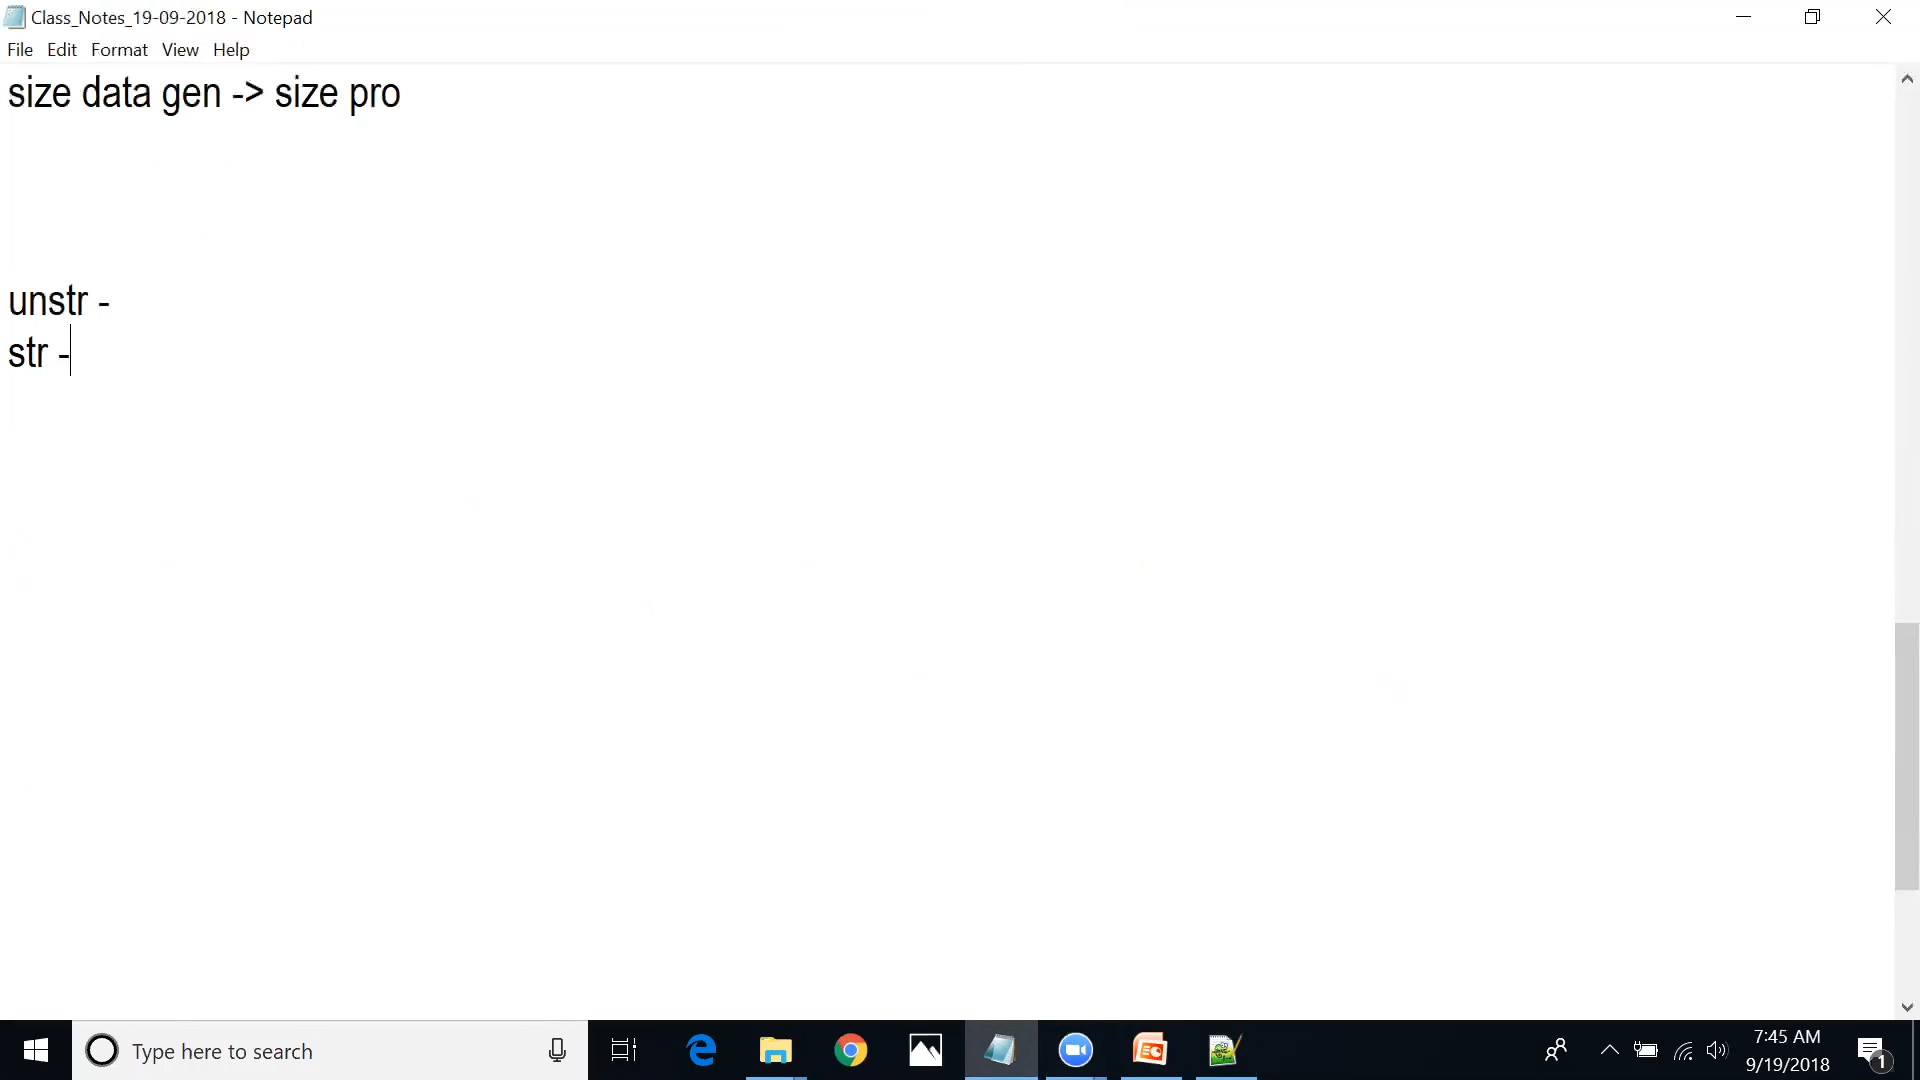 Class_Notes_19-09-2018 - Notepad
File Edit Format View Help
size data gen -> size pro
unstr -
str -
Type here to search
7:45 AM
9/19/2018
1